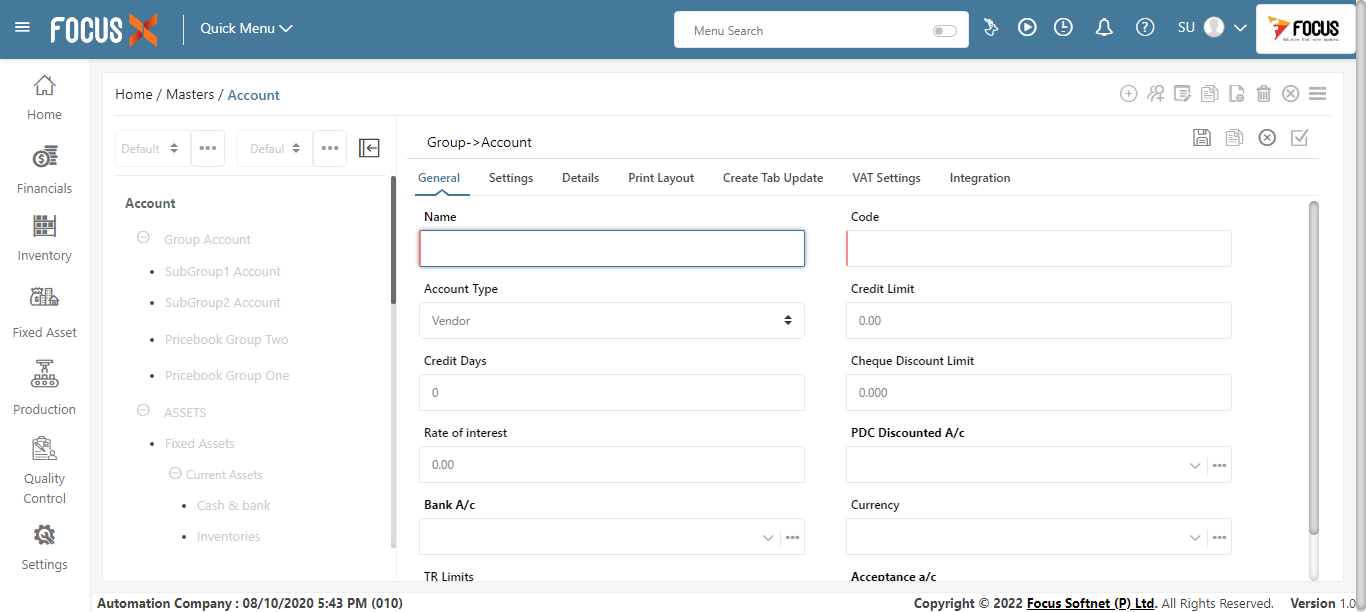 FOCUS X
Quick Menu
Menu Search
SU
FOCUS
Home
Financials
Inventory
Fixed Asset
Production
Quality
Control
Settings
Home / Masters / Account
Default
Defaul
Account
Group Account
SubGroup1 Account
SubGroup2 Account
Pricebook Group Two
Pricebook Group One
ASSETS
Fixed Assets
Current Assets
Cash & bank
Inventories
Group->Account
General Settings Details Print Layout Create Tab Update VAT Settings Integration
Name
Code
Account Type
Vendor
Credit Limit
0.00
Credit Days
0
Cheque Discount Limit
0.000
Rate of interest
0.00
PDC Discounted A/c
Bank A/c
Currency
TR Limits
Acceptance a/c
Automation Company : 08/10/2020 5:43 PM (010)
Copyright © 2022 Focus Softnet (P) Ltd. All Rights Reserved. Version 1.0